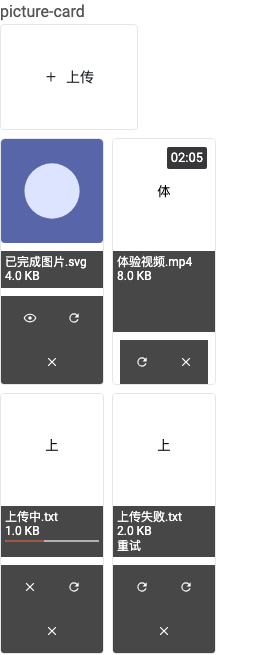 picture-card
+ 上传
02:05
体
已完成图片.svg
4.0 KB
体验视频.mp4
8.0 KB
上
上
上传中.txt
1.0 KB
上传失败.txt
2.0 KB
重试